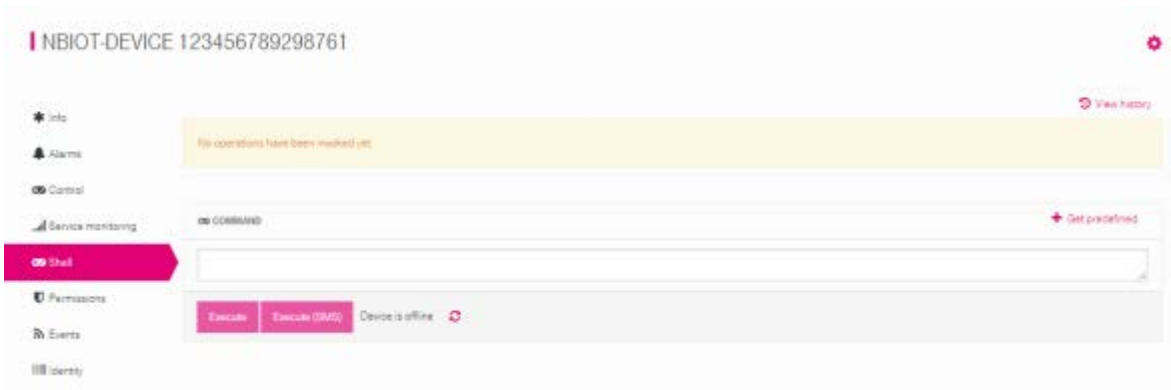 NBIOT-DEVICE 123456789298761
View history
Info
No operations have been invoked yet.
Alarms
Control
COMMAND
Get predefined
Service monitoring
Shell
Permissions
Execute
Execute (SMS)
Device is offline
Events
Identity